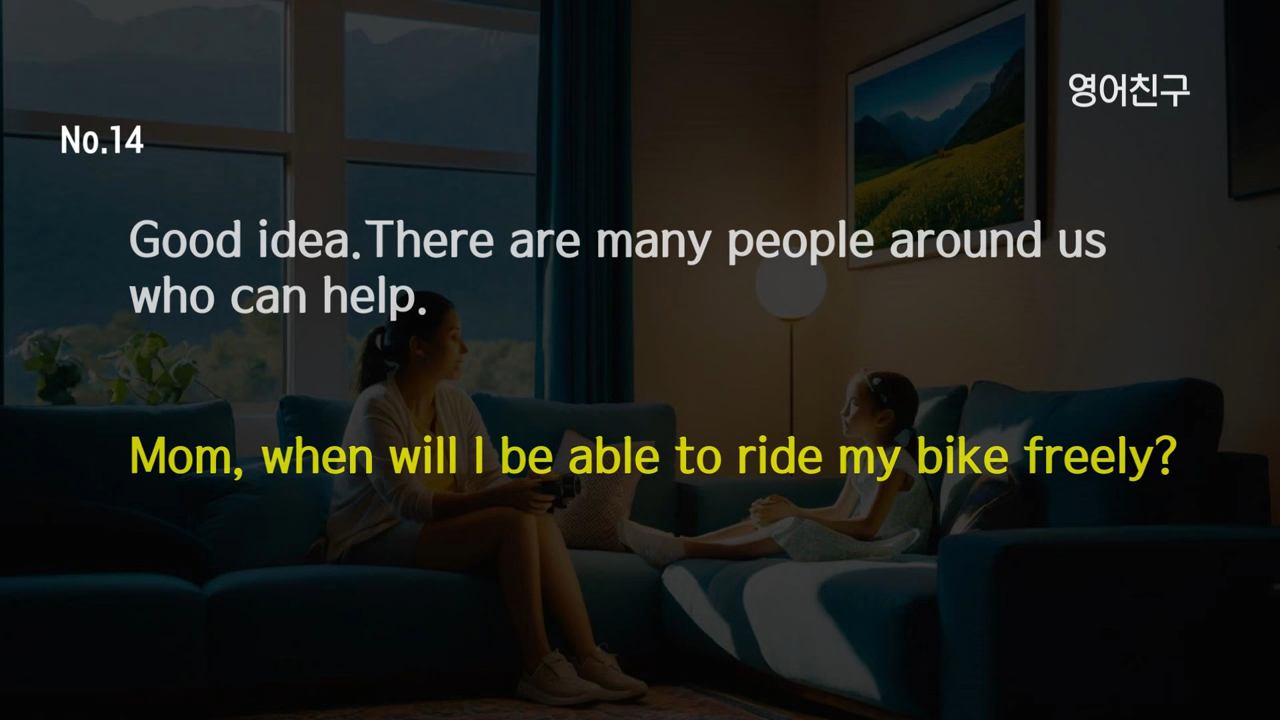 영어친구
No.14
Good idea.There are many people around us
who can help.
Mom, when will I be able to ride my bike freely?